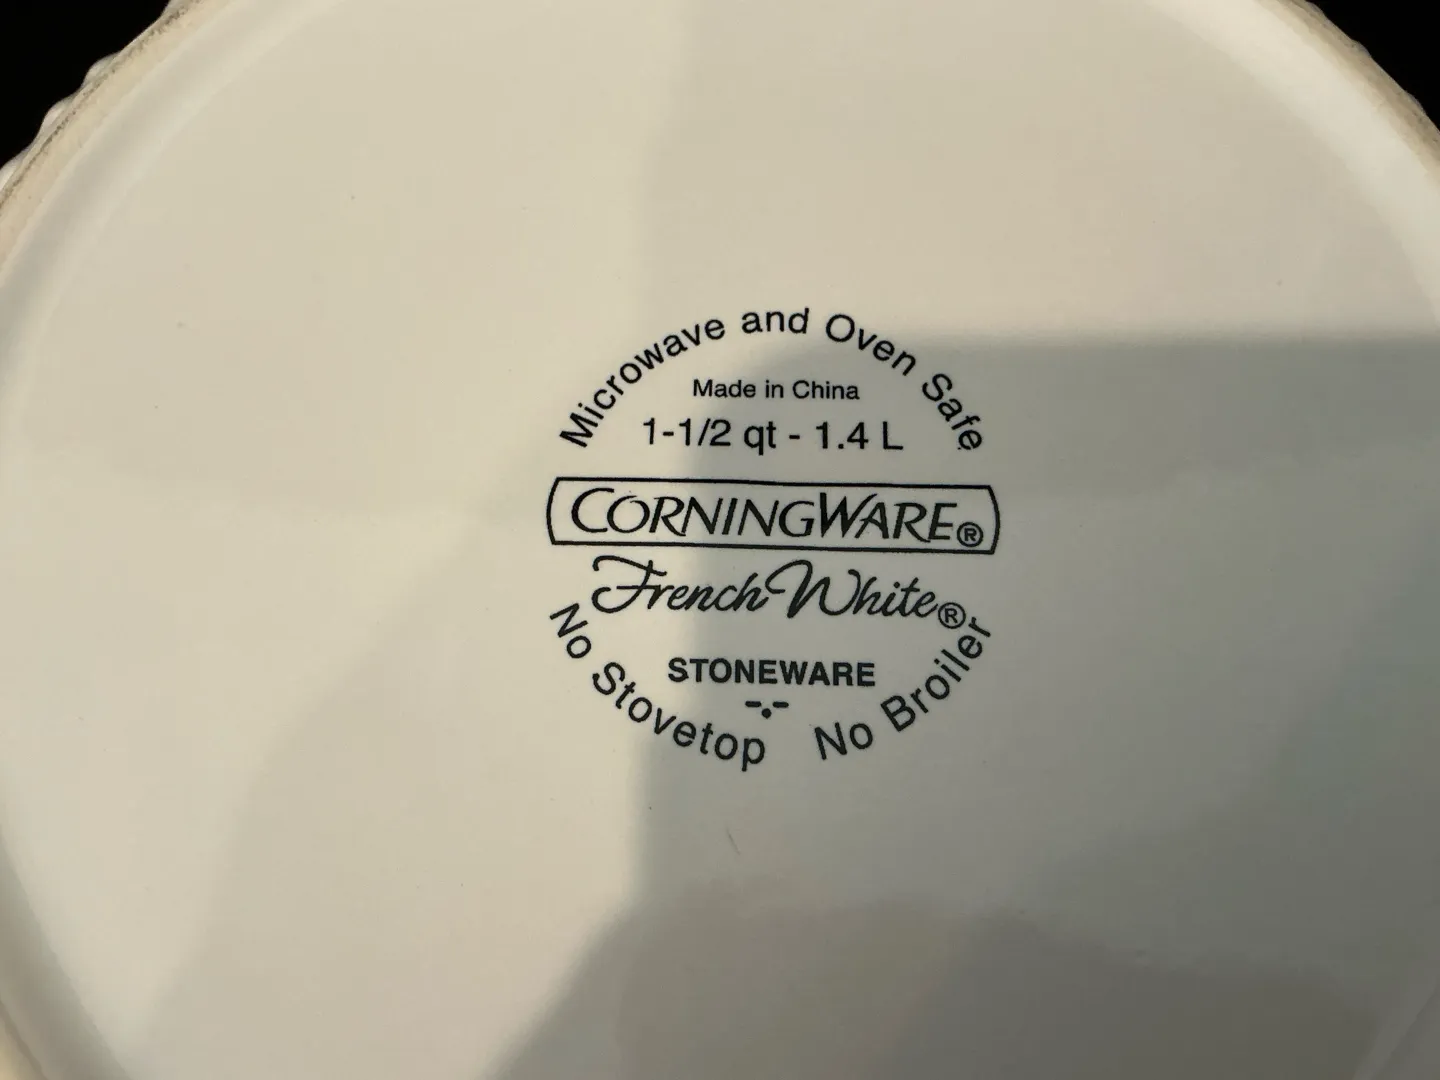 Microwave and Oven Safe
Made in China
1-1/2 qt - 1.4 L
CORNINGWARE®
French White®
STONEWARE
No Stovetop No Broiler